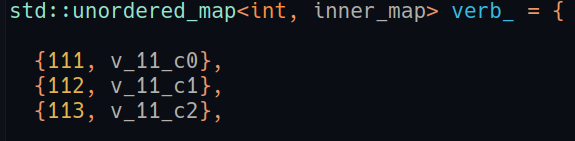 std::unordered_map<int, inner_map> verb_ = {
{111, v_11_c0},
{112, v_11_c1},
{113, v_11_c2},